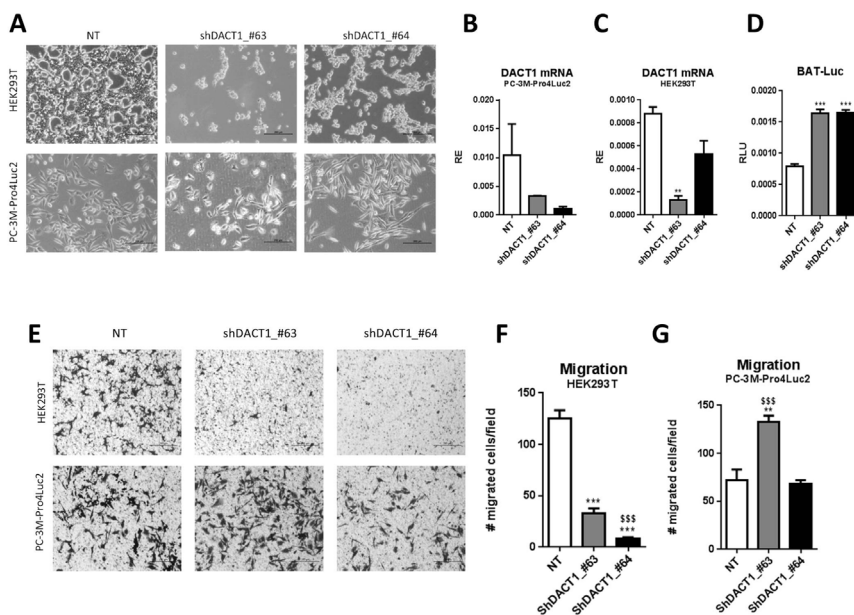 A
NT
shDACT1_#63
shDACT1_#64
HEK293T
PC-3M-Pro4Luc2
B
DACT1 mRNA
PC-3M-Pro4Luc2
RE
0.020
0.015
0.010
0.005
0.000
NT
shDACT1_#63
shDACT1_#64
C
DACT1 mRNA
HEK293T
RE
0.0010
0.0008
0.0006
0.0004
0.0002
0.0000
**
NT
shDACT1_#63
shDACT1_#64
D
BAT-Luc
RLU
0.0020
0.0015
0.0010
0.0005
0.0000
*** ***
NT
shDACT1_#63
shDACT1_#64
E
NT
shDACT1_#63
shDACT1_#64
HEK293T
PC-3M-Pro4Luc2
F
Migration
HEK293T
# migrated cells/field
150
100
50
0
***
$$$
***
NT
ShDACT1_#63
ShDACT1_#64
G
Migration
PC-3M-Pro4Luc2
# migrated cells/field
150
100
50
0
$$$
**
NT
ShDACT1_#63
ShDACT1_#64